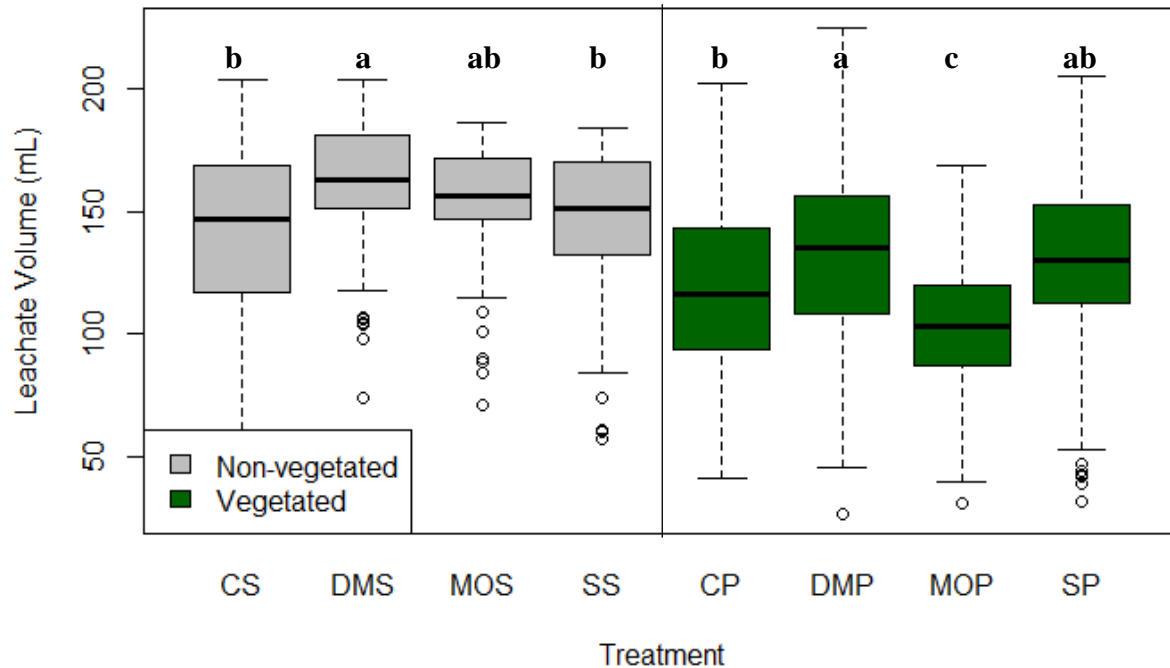 b a ab b b a c ab
200
150
100
50
Leachate Volume (mL)
Non-vegetated
Vegetated
CS DMS MOS SS CP DMP MOP SP
Treatment